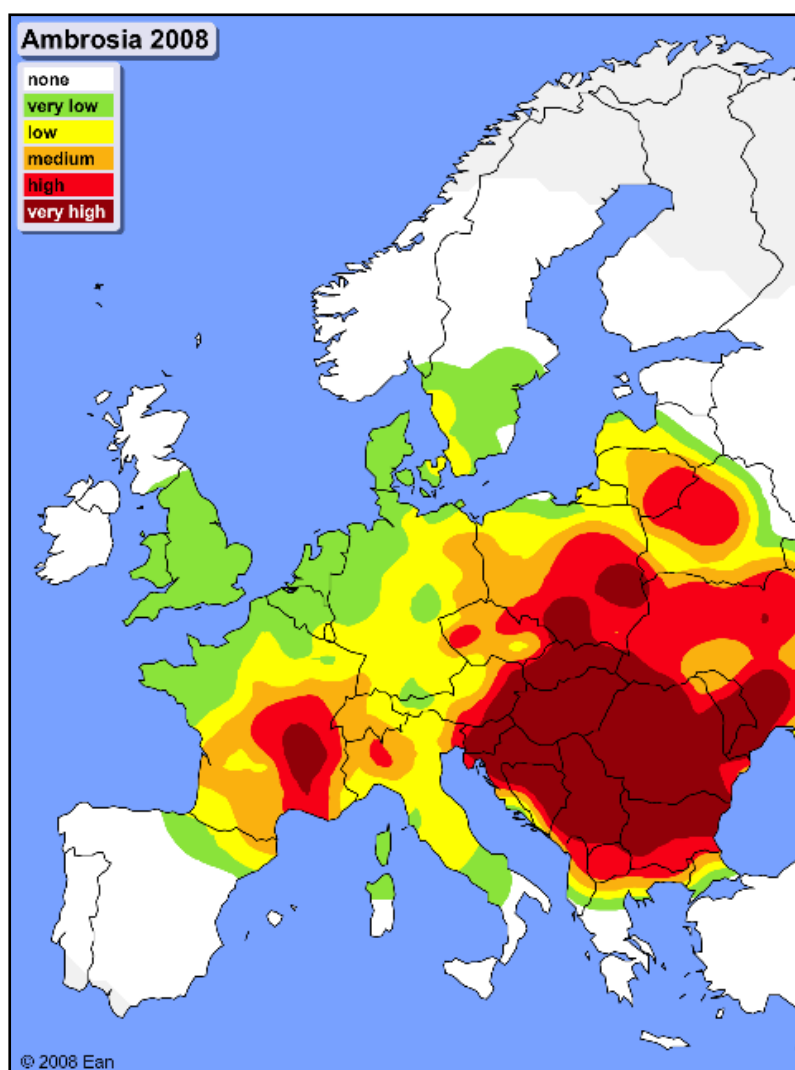 Ambrosia 2008
none
very low
low
medium
high
very high
© 2008 Ean